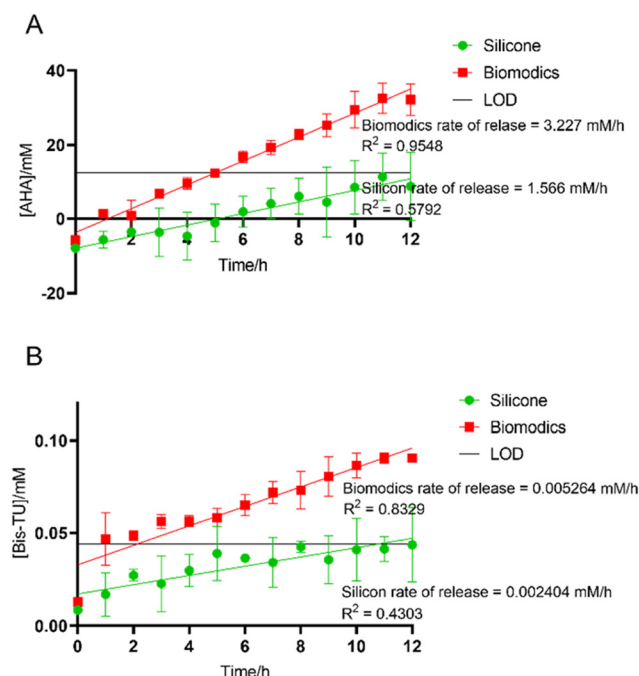 A
Silicone
Biomodics
LOD
[AHA]/mM
40
20
0
-20
Biomodics rate of relase = 3.227 mM/h
R² = 0.9548
Silicon rate of release = 1.566 mM/h
R² = 0.5792
2
4
6
8
10
12
Time/h
B
Silicone
Biomodics
LOD
[Bis-TU]/mM
0.10
0.05
0.00
Biomodics rate of release = 0.005264 mM/h
R² = 0.8329
Silicon rate of release = 0.002404 mM/h
R² = 0.4303
0
2
4
6
8
10
12
Time/h